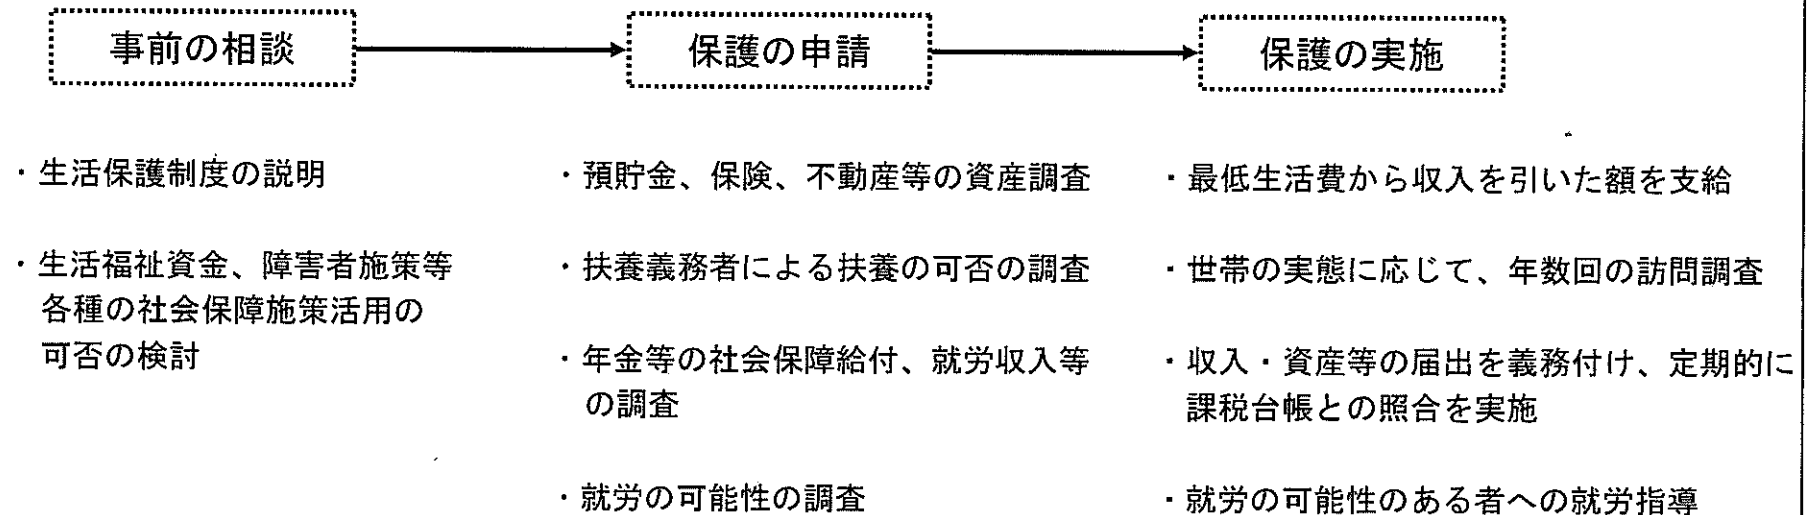 事前の相談
保護の申請
保護の実施
・生活保護制度の説明
・生活福祉資金、障害者施策等
各種の社会保障施策活用の
可否の検討
・預貯金、保険、不動産等の資産調査
・扶養義務者による扶養の可否の調査
・年金等の社会保障給付、就労収入等
の調査
・就労の可能性の調査
・最低生活費から収入を引いた額を支給
・世帯の実態に応じて、年数回の訪問調査
・収入・資産等の届出を義務付け、定期的に
課税台帳との照合を実施
・就労の可能性のある者への就労指導